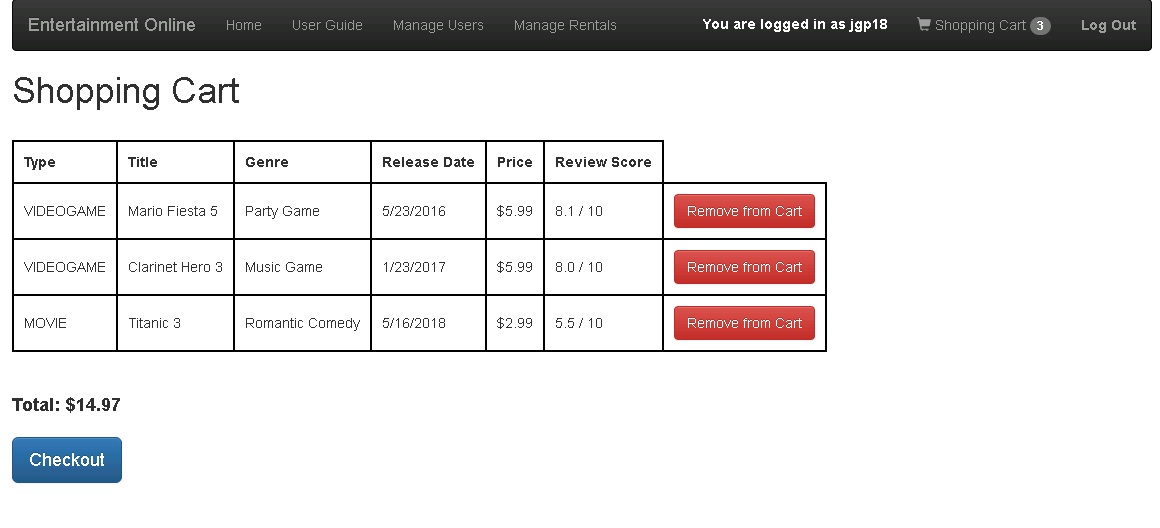 Entertainment Online Home User Guide Manage Users Manage Rentals You are logged in as jgp18 Shopping Cart 3 Log Out
Shopping Cart
Type Title Genre Release Date Price Review Score
VIDEOGAME Mario Fiesta 5 Party Game 5/23/2016 $5.99 8.1 / 10 Remove from Cart
VIDEOGAME Clarinet Hero 3 Music Game 1/23/2017 $5.99 8.0 / 10 Remove from Cart
MOVIE Titanic 3 Romantic Comedy 5/16/2018 $2.99 5.5 / 10 Remove from Cart
Total: $14.97
Checkout